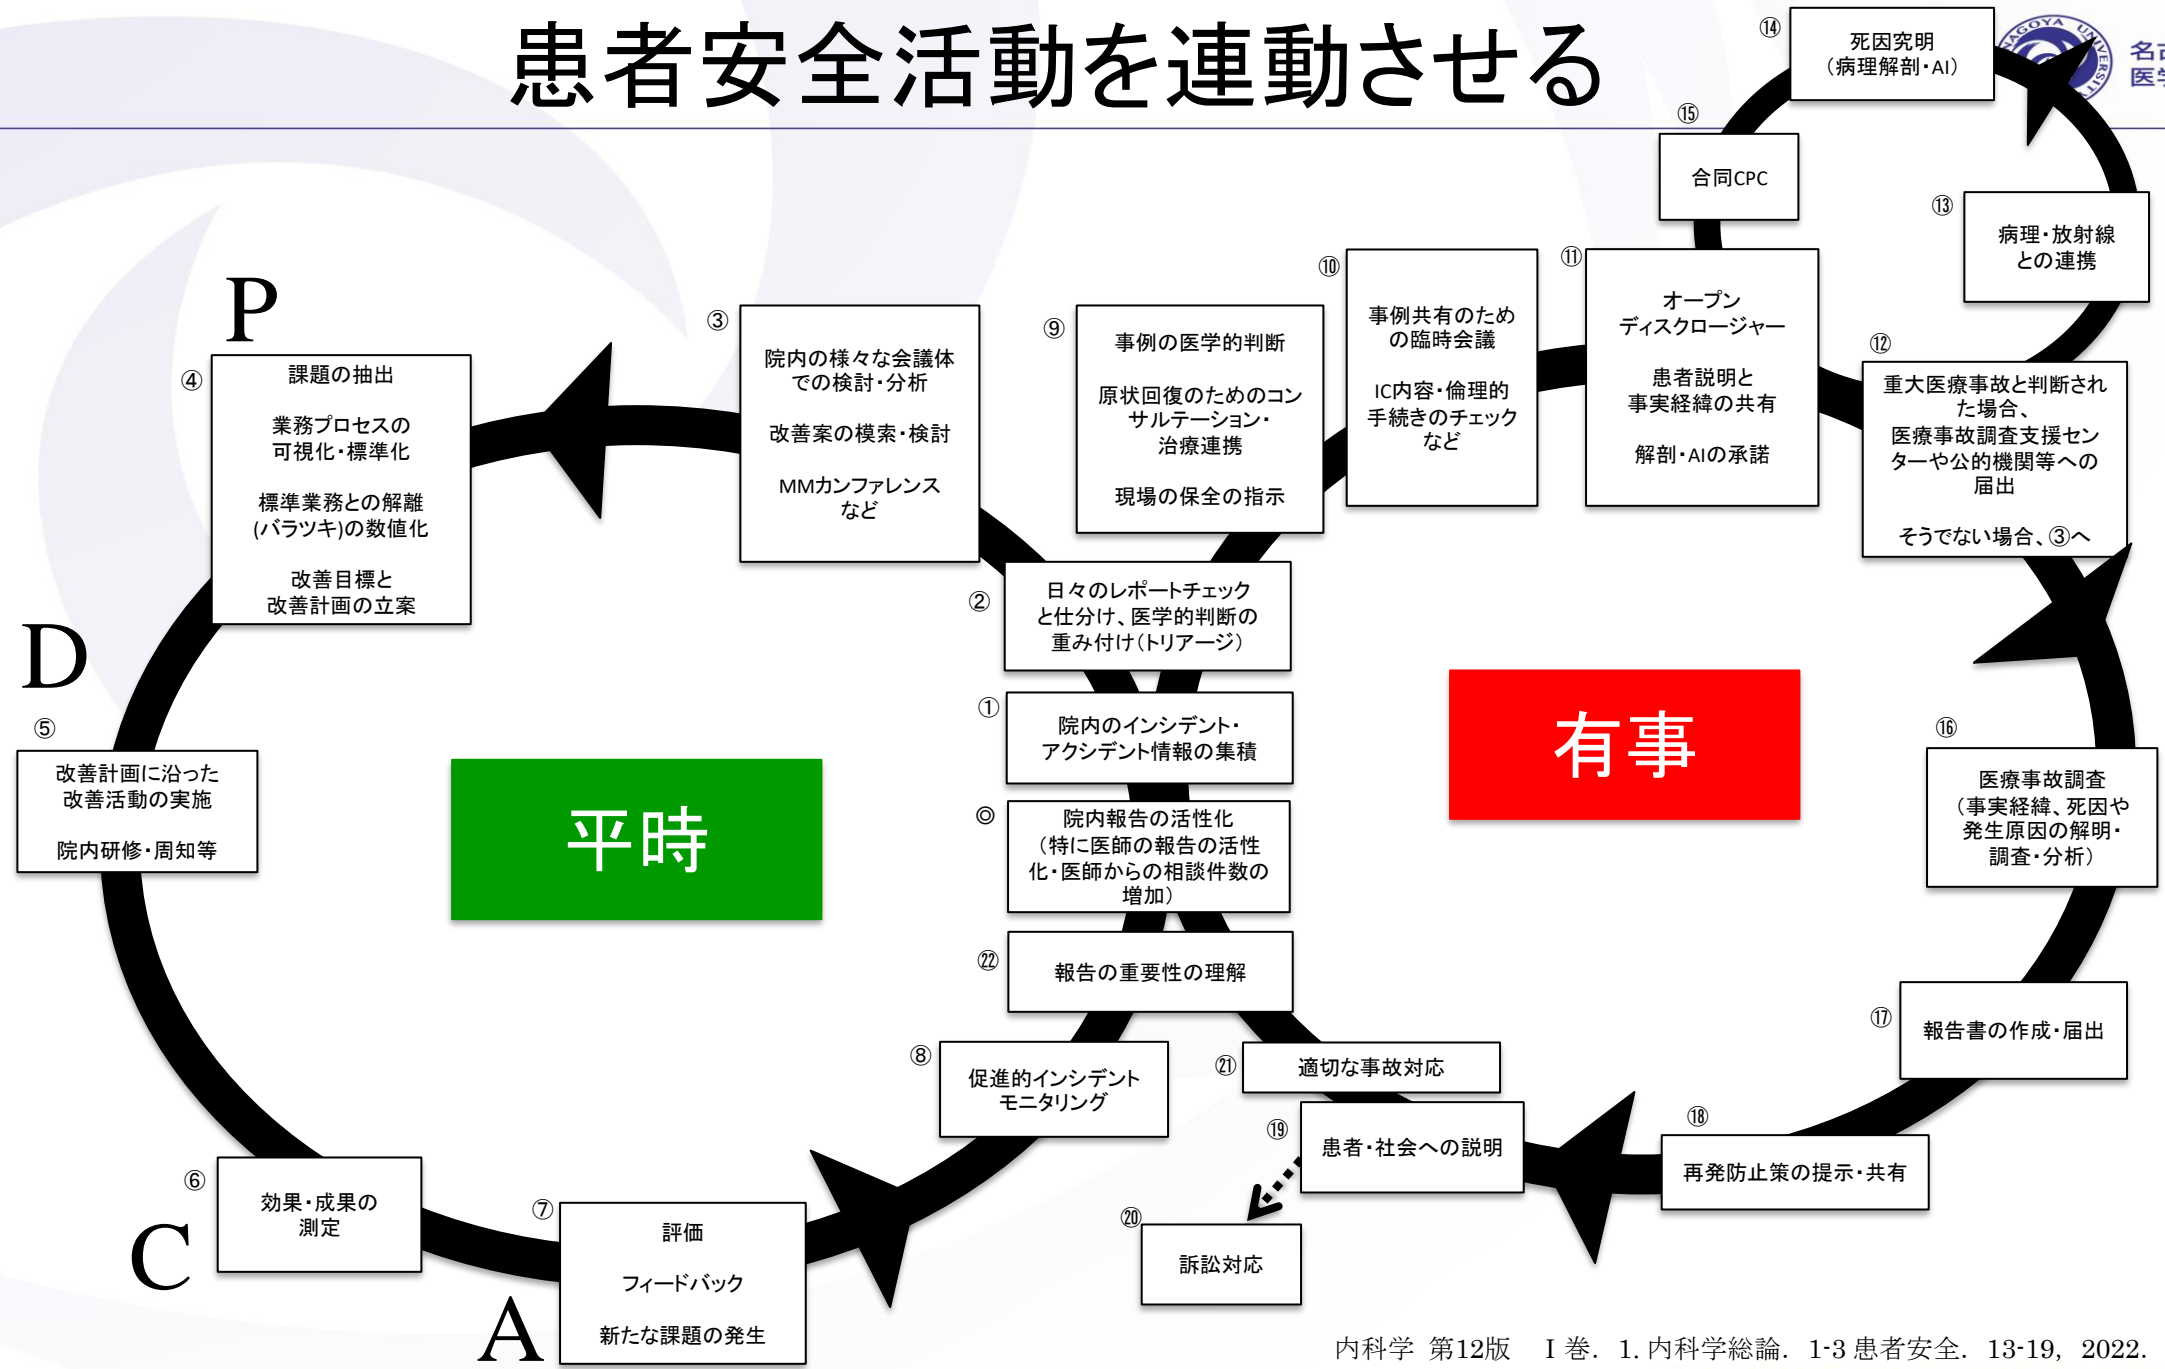 患者安全活動を連動させる
NAGOYA UNIVERSITY
平時
有事
P
D
C
A
◎
院内報告の活性化
（特に医師の報告の活性
化・医師からの相談件数の
増加）
①
院内のインシデント・
アクシデント情報の集積
②
日々のレポートチェック
と仕分け、医学的判断の
重み付け（トリアージ）
③
院内の様々な会議体
での検討・分析
改善案の模索・検討
MMカンファレンス
など
④
課題の抽出
業務プロセスの
可視化・標準化
標準業務との解離
(バラツキ)の数値化
改善目標と
改善計画の立案
⑤
改善計画に沿った
改善活動の実施
院内研修・周知等
⑥
効果・成果の
測定
⑦
評価
フィードバック
新たな課題の発生
⑧
促進的インシデント
モニタリング
⑨
事例の医学的判断
原状回復のためのコン
サルテーション・
治療連携
現場の保全の指示
⑩
事例共有のため
の臨時会議
IC内容・倫理的
手続きのチェック
など
⑪
オープン
ディスクロージャー
患者説明と
事実経緯の共有
解剖・AIの承諾
⑫
重大医療事故と判断され
た場合、
医療事故調査支援セン
ターや公的機関等への
届出
そうでない場合、③へ
⑬
病理・放射線
との連携
⑭
死因究明
（病理解剖・AI）
⑮
合同CPC
⑯
医療事故調査
（事実経緯、死因や
発生原因の解明・
調査・分析）
⑰
報告書の作成・届出
⑱
再発防止策の提示・共有
⑲
患者・社会への説明
⑳
訴訟対応
㉑
適切な事故対応
㉒
報告の重要性の理解
内科学 第12版 Ⅰ巻. 1. 内科学総論. 1-3 患者安全. 13-19, 2022.